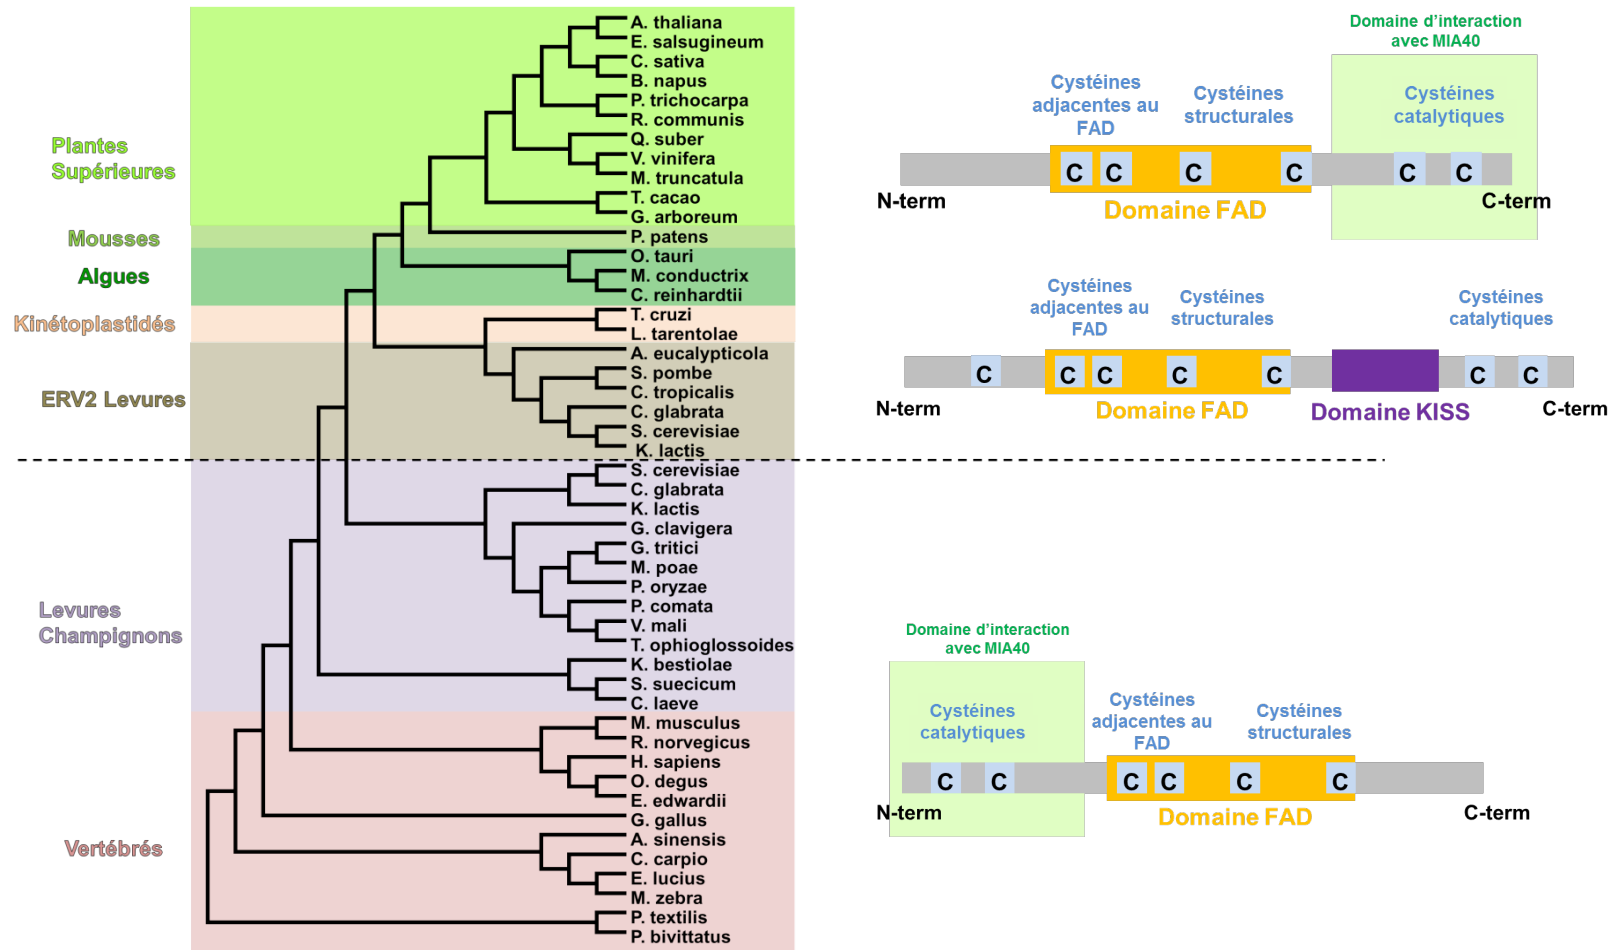 Plantes
Supérieures
Mousses
Algues
Kinétoplastidés
ERV2 Levures
Levures
Champignons
Vertébrés
A. thaliana
E. salsugineum
C. sativa
B. napus
P. trichocarpa
R. communis
Q. suber
V. vinifera
M. truncatula
T. cacao
G. arboreum
P. patens
O. tauri
M. conductrix
C. reinhardtii
T. cruzi
L. tarentolae
A. eucalypticola
S. pombe
C. tropicalis
C. glabrata
S. cerevisiae
K. lactis
S. cerevisiae
C. glabrata
K. lactis
G. clavigera
G. tritici
M. poae
P. oryzae
P. comata
V. mali
T. ophioglossoides
K. bestiolae
S. suecicum
C. laeve
M. musculus
R. norvegicus
H. sapiens
O. degus
E. edwardii
G. gallus
A. sinensis
C. carpio
E. lucius
M. zebra
P. textilis
P. bivittatus
Domaine d'interaction
avec MIA40
Cystéines
adjacentes au
FAD
Cystéines
structurales
Cystéines
catalytiques
C C C C C C
N-term
Domaine FAD
C-term
Cystéines
adjacentes au
FAD
Cystéines
structurales
Cystéines
catalytiques
C C C C C C C
N-term
Domaine FAD
Domaine KISS
C-term
Domaine d'interaction
avec MIA40
Cystéines
catalytiques
Cystéines
adjacentes au
FAD
Cystéines
structurales
C C C C C C
N-term
Domaine FAD
C-term